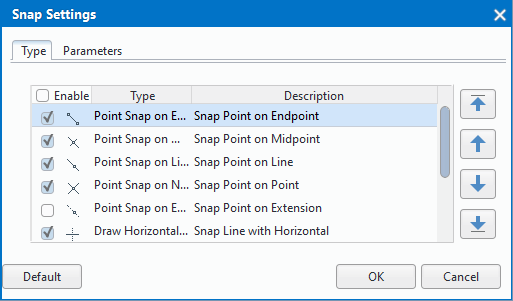 Snap Settings
Type Parameters
Enable Type Description
Point Snap on E... Snap Point on Endpoint
Point Snap on ... Snap Point on Midpoint
Point Snap on Li... Snap Point on Line
Point Snap on N... Snap Point on Point
Point Snap on E... Snap Point on Extension
Draw Horizontal... Snap Line with Horizontal
Default OK Cancel